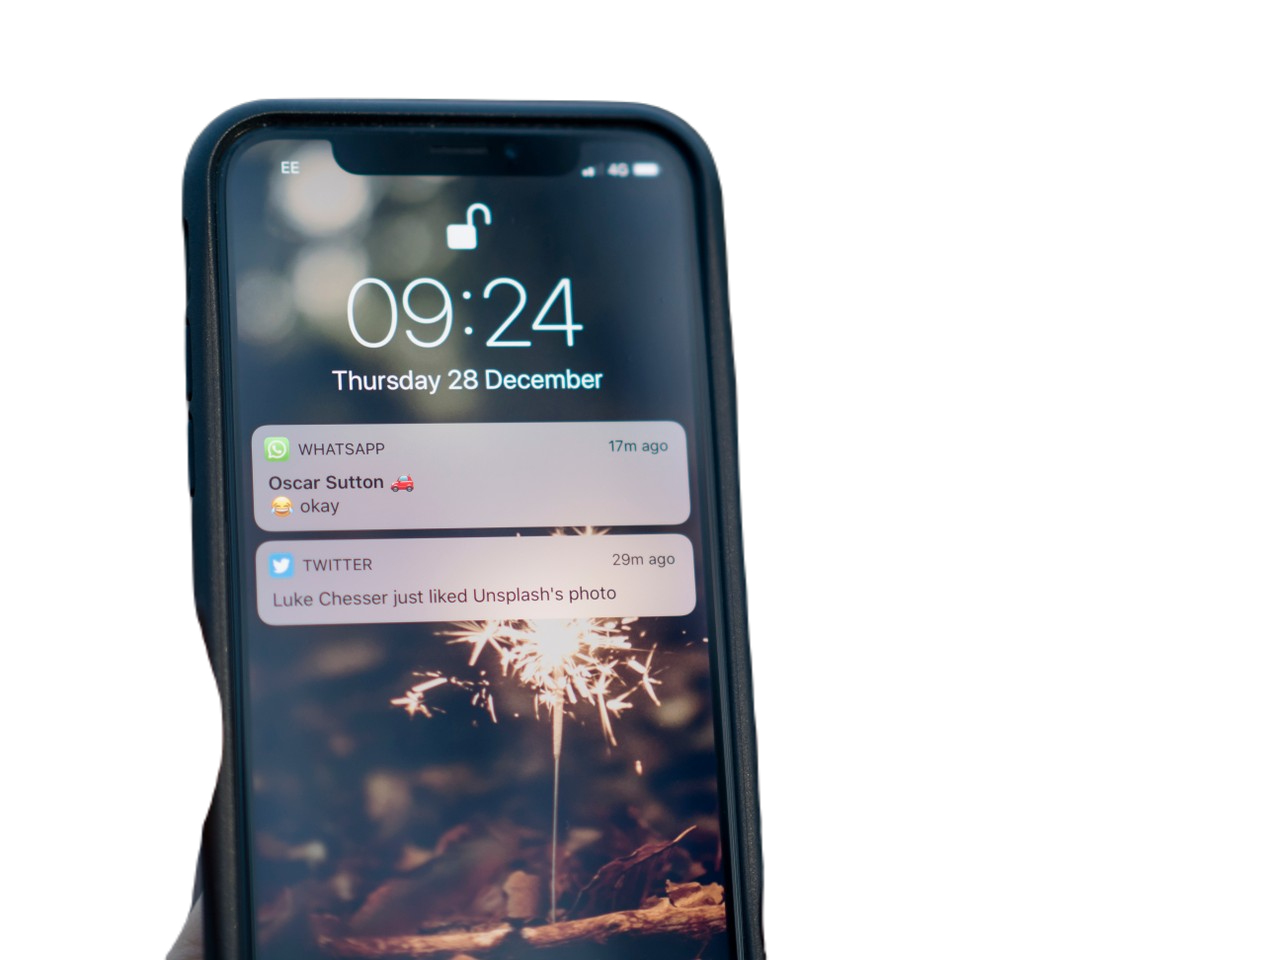 EE 4G
09:24
Thursday 28 December
WHATSAPP 17m ago
Oscar Sutton 🚗
😂 okay
TWITTER 29m ago
Luke Chesser just liked Unsplash's photo